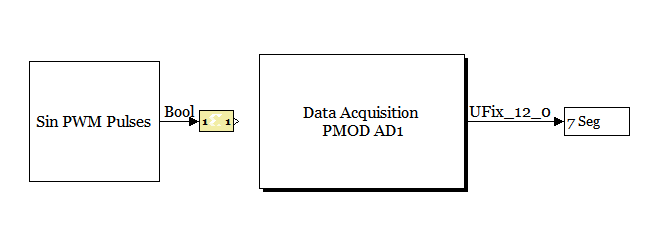 Sin PWM Pulses
Bool
1 1
Data Acquisition
PMOD AD1
UFix_12_0
7 Seg